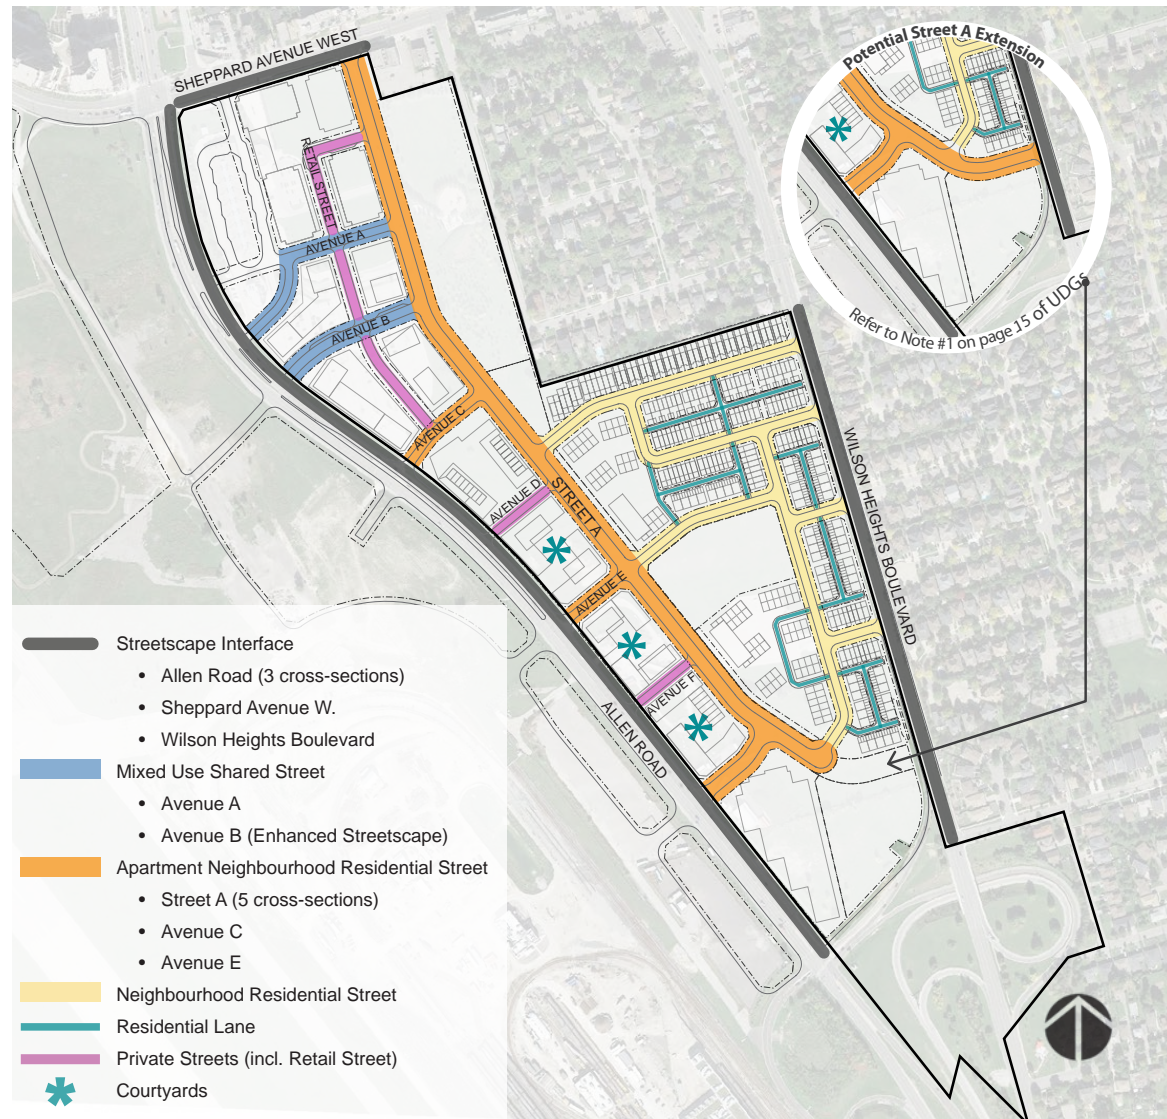 SHEPPARD AVENUE WEST
Potential Street A Extension
Refer to Note #1 on page 15 of UDGs
RETAIL STREET
AVENUE A
AVENUE B
AVENUE C
AVENUE D
STREET A
AVENUE E
AVENUE F
WILSON HEIGHTS BOULEVARD
ALLEN ROAD
Streetscape Interface
• Allen Road (3 cross-sections)
• Sheppard Avenue W.
• Wilson Heights Boulevard
Mixed Use Shared Street
• Avenue A
• Avenue B (Enhanced Streetscape)
Apartment Neighbourhood Residential Street
• Street A (5 cross-sections)
• Avenue C
• Avenue E
Neighbourhood Residential Street
Residential Lane
Private Streets (incl. Retail Street)
Courtyards